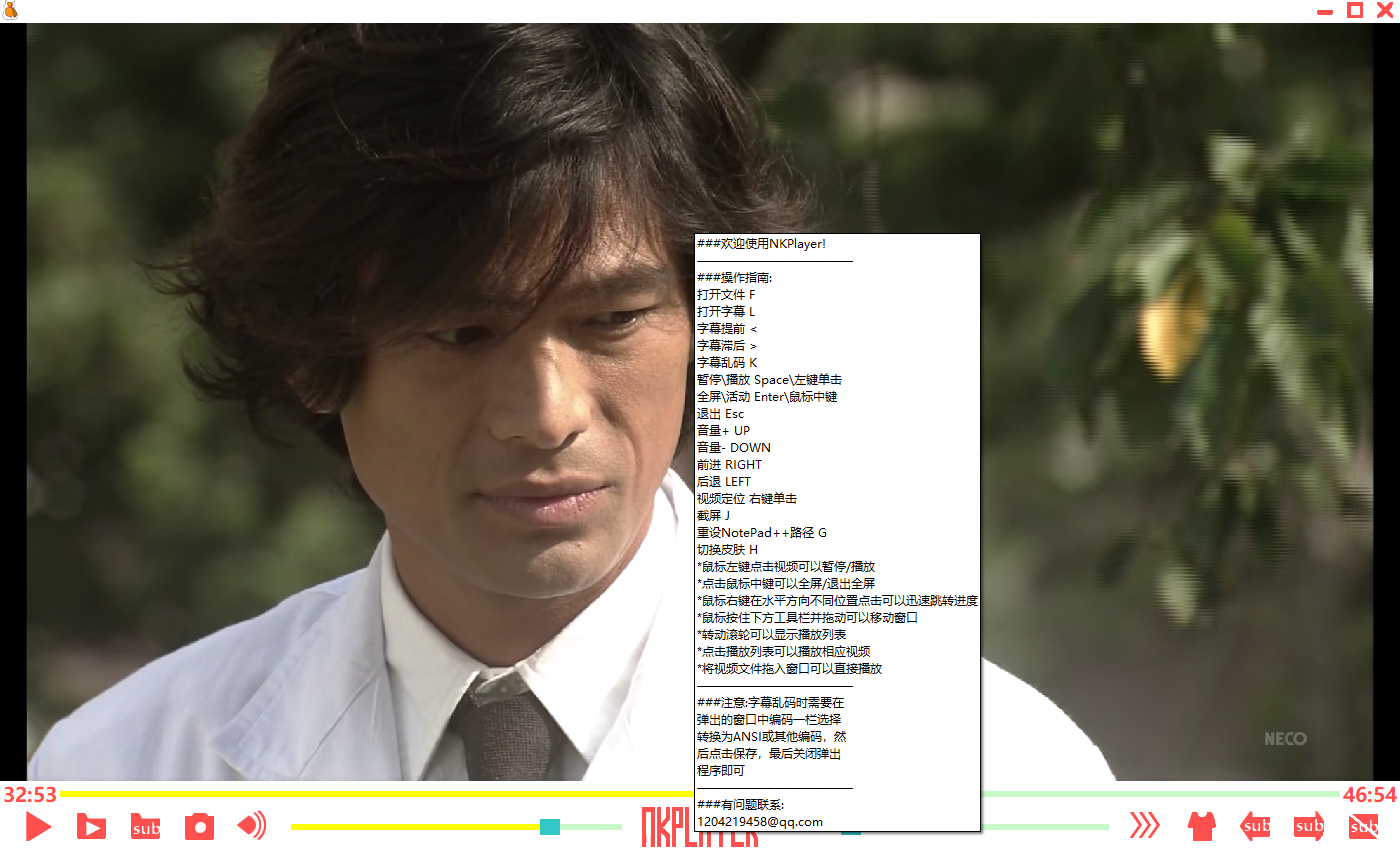 ###欢迎使用NKPlayer!
###操作指南:
打开文件 F
打开字幕 L
字幕提前 <
字幕滞后 >
字幕乱码 K
暂停\播放 Space\左键单击
全屏\活动 Enter\鼠标中键
退出 Esc
音量+ UP
音量- DOWN
前进 RIGHT
后退 LEFT
视频定位 右键单击
截屏 J
重设NotePad++路径 G
切换皮肤 H
*鼠标左键点击视频可以暂停/播放
*点击鼠标中键可以全屏/退出全屏
*鼠标右键在水平方向不同位置点击可以迅速跳转进度
*鼠标按住下方工具栏并拖动可以移动窗口
*转动滚轮可以显示播放列表
*点击播放列表可以播放相应视频
*将视频文件拖入窗口可以直接播放
###注意:字幕乱码时需要在
弹出的窗口中编码一栏选择
转换为ANSI或其他编码，然
后点击保存，最后关闭弹出
程序即可
###有问题联系:
1204219458@qq.com
NECO
32:53
46:54
sub
NKPLAYER
sub
sub
sub